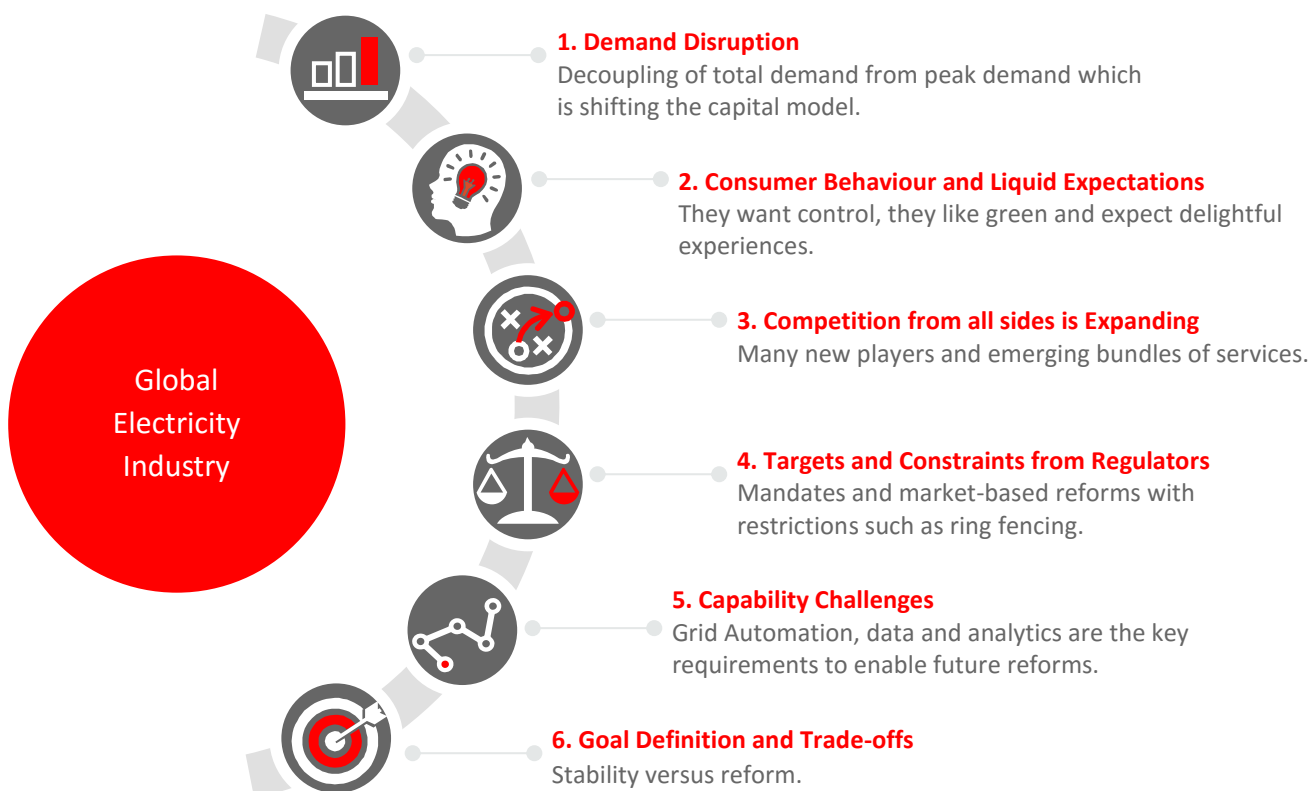 1. Demand Disruption
Decoupling of total demand from peak demand which
is shifting the capital model.
2. Consumer Behaviour and Liquid Expectations
They want control, they like green and expect delightful
experiences.
3. Competition from all sides is Expanding
Many new players and emerging bundles of services.
Global
Electricity
Industry
4. Targets and Constraints from Regulators
Mandates and market-based reforms with
restrictions such as ring fencing.
5. Capability Challenges
Grid Automation, data and analytics are the key
requirements to enable future reforms.
6. Goal Definition and Trade-offs
Stability versus reform.